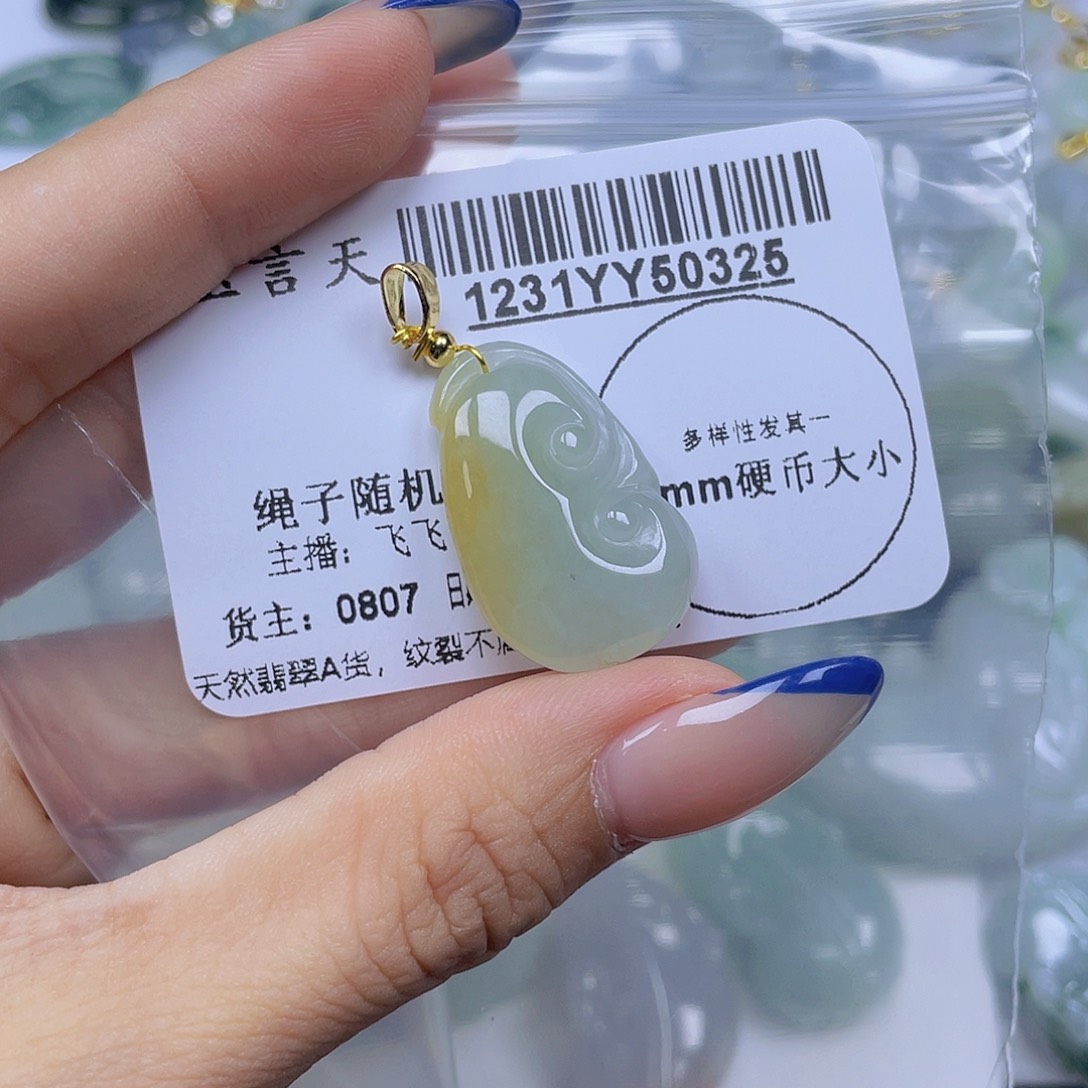 言天
1231YY50325
多样性发其一
mm硬币大小
绳子随机
主播：飞飞
货主：0807
天然翡翠A货，纹裂不